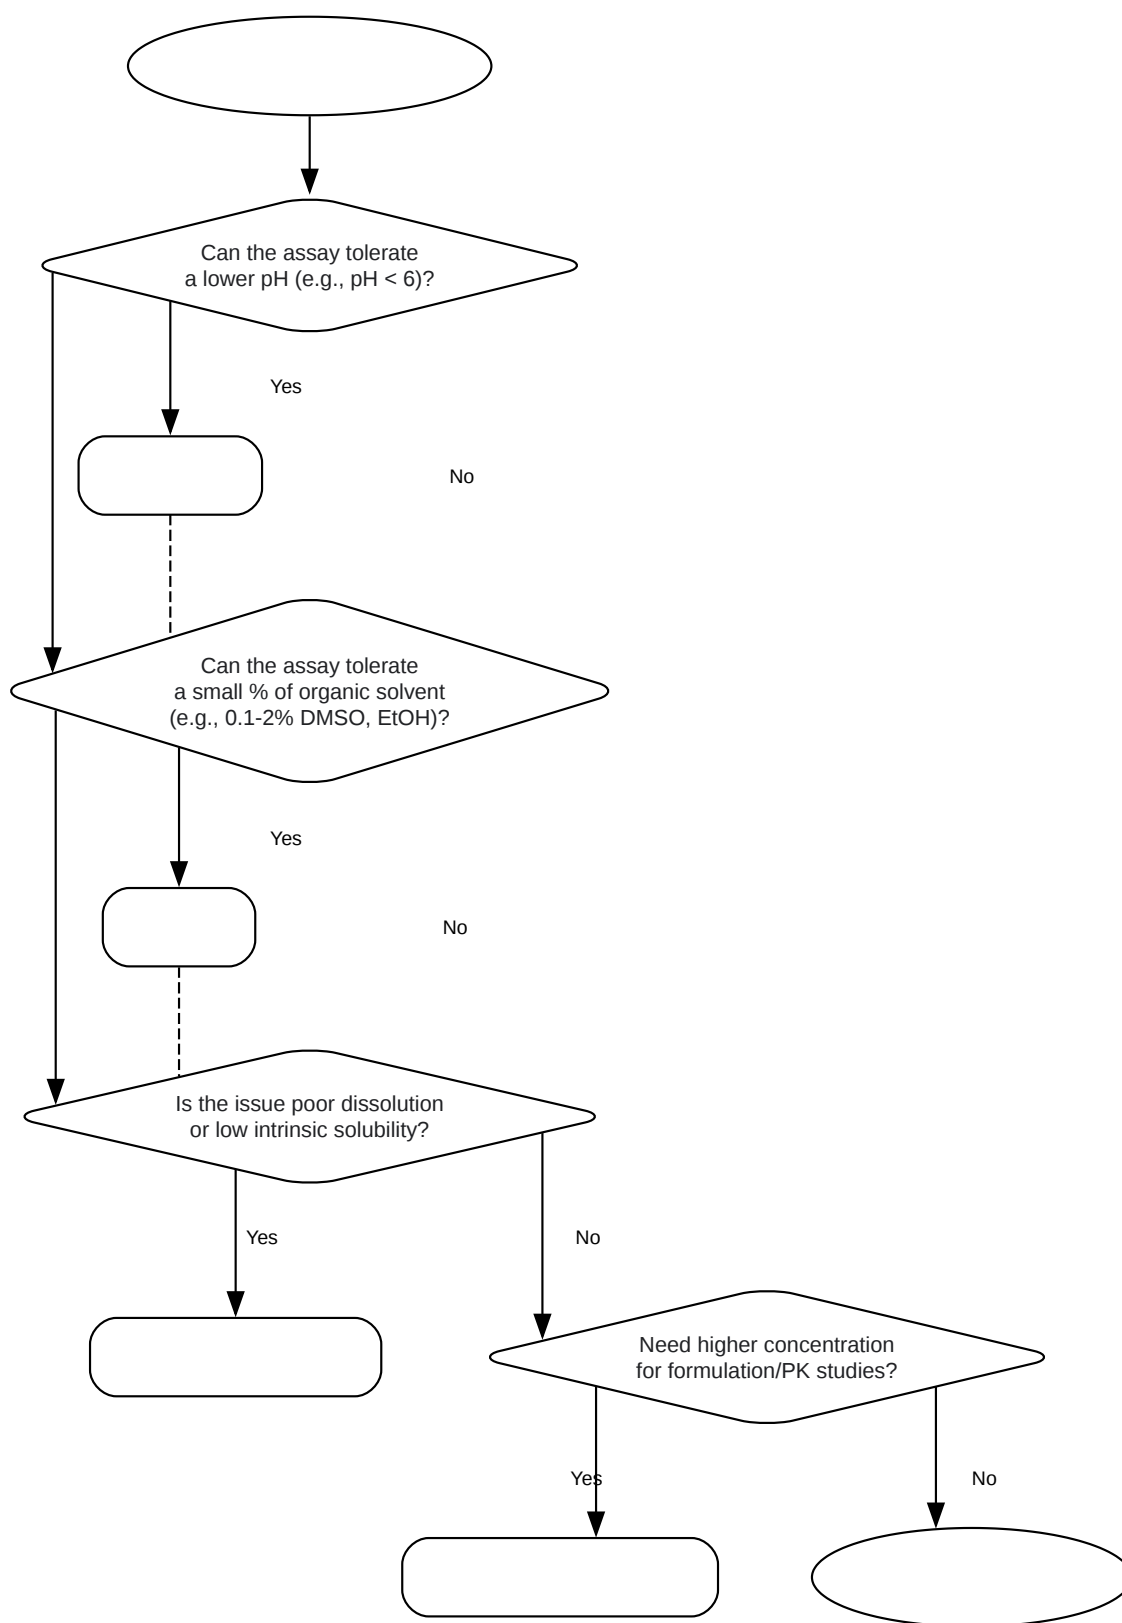 Can the assay tolerate
a lower pH (e.g., pH < 6)?
Yes
No
Can the assay tolerate
a small % of organic solvent
(e.g., 0.1-2% DMSO, EtOH)?
Yes
No
Is the issue poor dissolution
or low intrinsic solubility?
Yes
No
Need higher concentration
for formulation/PK studies?
Yes
No